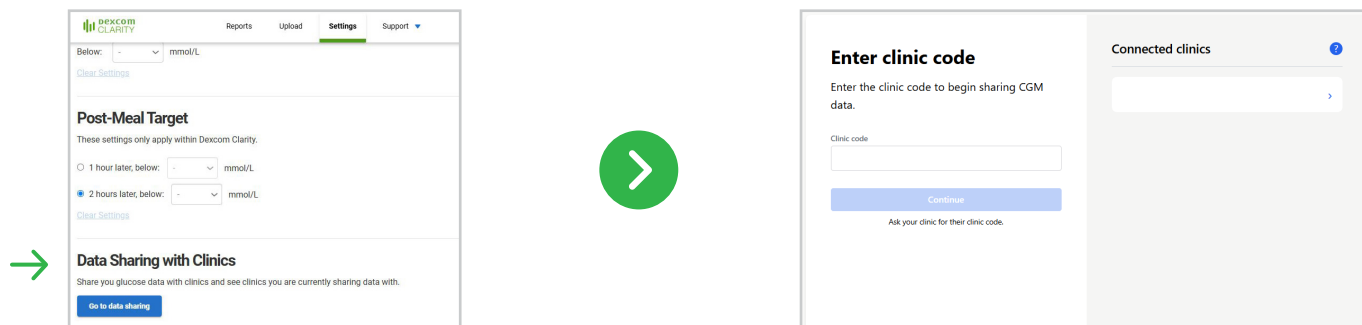 DEXCOM
CLARITY
Reports Upload Settings Support
Below: - mmol/L
Clear Settings
Post-Meal Target
These settings only apply within Dexcom Clarity.
1 hour later, below: - mmol/L
2 hours later, below: - mmol/L
Clear Settings
Data Sharing with Clinics
Share you glucose data with clinics and see clinics you are currently sharing data with.
Go to data sharing
Enter clinic code
Enter the clinic code to begin sharing CGM
data.
Clinic code
Continue
Ask your clinic for their clinic code.
Connected clinics ?